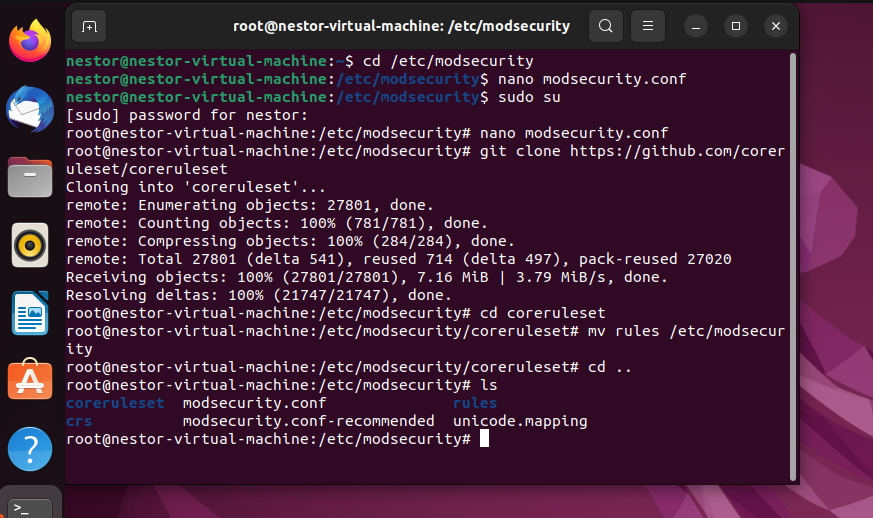 root@nestor-virtual-machine: /etc/modsecurity
nestor@nestor-virtual-machine:~$ cd /etc/modsecurity
nestor@nestor-virtual-machine:/etc/modsecurity$ nano modsecurity.conf
nestor@nestor-virtual-machine:/etc/modsecurity$ sudo su
[sudo] password for nestor:
root@nestor-virtual-machine:/etc/modsecurity# nano modsecurity.conf
root@nestor-virtual-machine:/etc/modsecurity# git clone https://github.com/corer
uleset/coreruleset
Cloning into 'coreruleset'...
remote: Enumerating objects: 27801, done.
remote: Counting objects: 100% (781/781), done.
remote: Compressing objects: 100% (284/284), done.
remote: Total 27801 (delta 541), reused 714 (delta 497), pack-reused 27020
Receiving objects: 100% (27801/27801), 7.16 MiB | 3.79 MiB/s, done.
Resolving deltas: 100% (21747/21747), done.
root@nestor-virtual-machine:/etc/modsecurity# cd coreruleset
root@nestor-virtual-machine:/etc/modsecurity/coreruleset# mv rules /etc/modsecur
ity
root@nestor-virtual-machine:/etc/modsecurity/coreruleset# cd ..
root@nestor-virtual-machine:/etc/modsecurity# ls
coreruleset  modsecurity.conf              rules
crs          modsecurity.conf-recommended  unicode.mapping
root@nestor-virtual-machine:/etc/modsecurity#